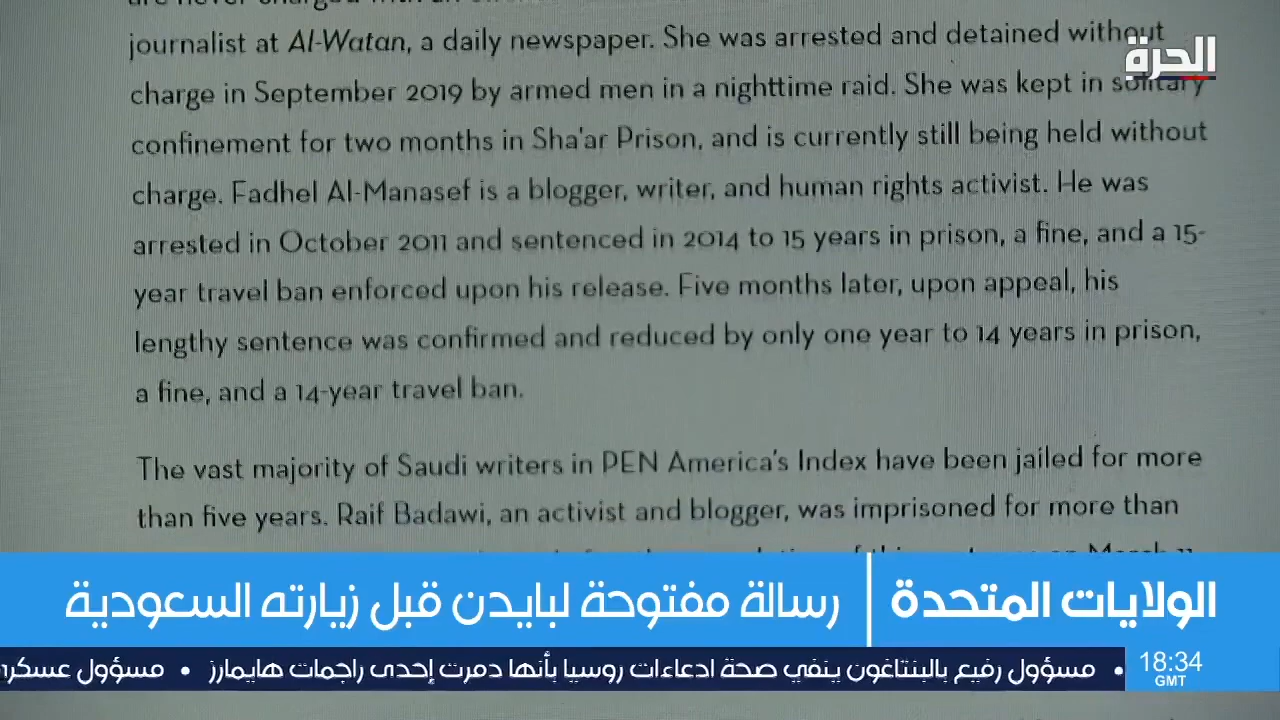 journalist at Al-Watan, a daily newspaper. She was arrested and detained without
الحرة
charge in September 2019 by armed men in a nighttime raid. She was kept in solitary
confinement for two months in Sha'ar Prison, and is currently still being held without
charge. Fadhel Al-Manasef is a blogger, writer, and human rights activist. He was
arrested in October 2011 and sentenced in 2014 to 15 years in prison, a fine, and a 15-
year travel ban enforced upon his release. Five months later, upon appeal, his
lengthy sentence was confirmed and reduced by only one year to 14 years in prison,
a fine, and a 14-year travel ban.
The vast majority of Saudi writers in PEN America's Index have been jailed for more
than five years. Raif Badawi, an activist and blogger, was imprisoned for more than
الولايات المتحدة
رسالة مفتوحة لبايدن قبل زيارته السعودية
18:34
GMT
• مسؤول رفيع بالبنتاغون ينفي صحة ادعاءات روسيا بأنها دمرت إحدى راجمات هايمارز • مسؤول